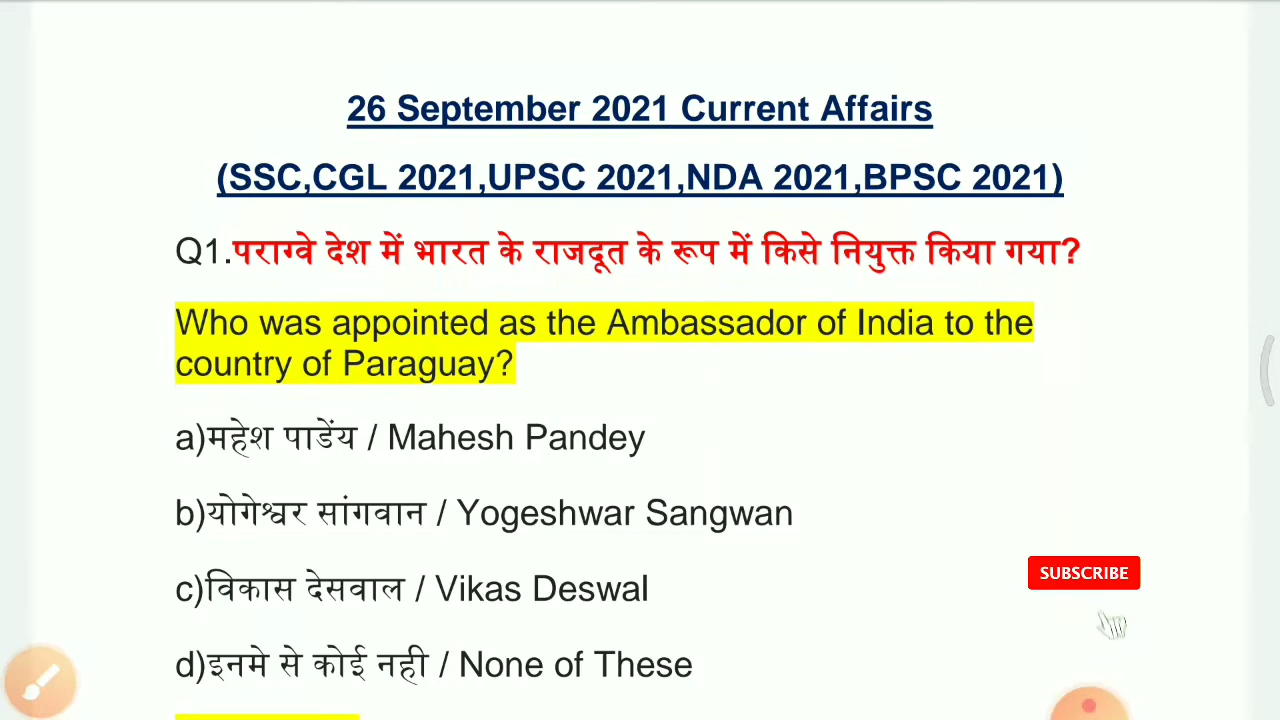 26 September 2021 Current Affairs
(SSC,CGL 2021,UPSC 2021,NDA 2021,BPSC 2021)
Q1.पराग्वे देश में भारत के राजदूत के रूप में किसे नियुक्त किया गया?
Who was appointed as the Ambassador of India to the
country of Paraguay?
a)महेश पाडेंय / Mahesh Pandey
b)योगेश्वर सांगवान / Yogeshwar Sangwan
c)विकास देसवाल / Vikas Deswal
SUBSCRIBE
d)इनमे से कोई नही / None of These